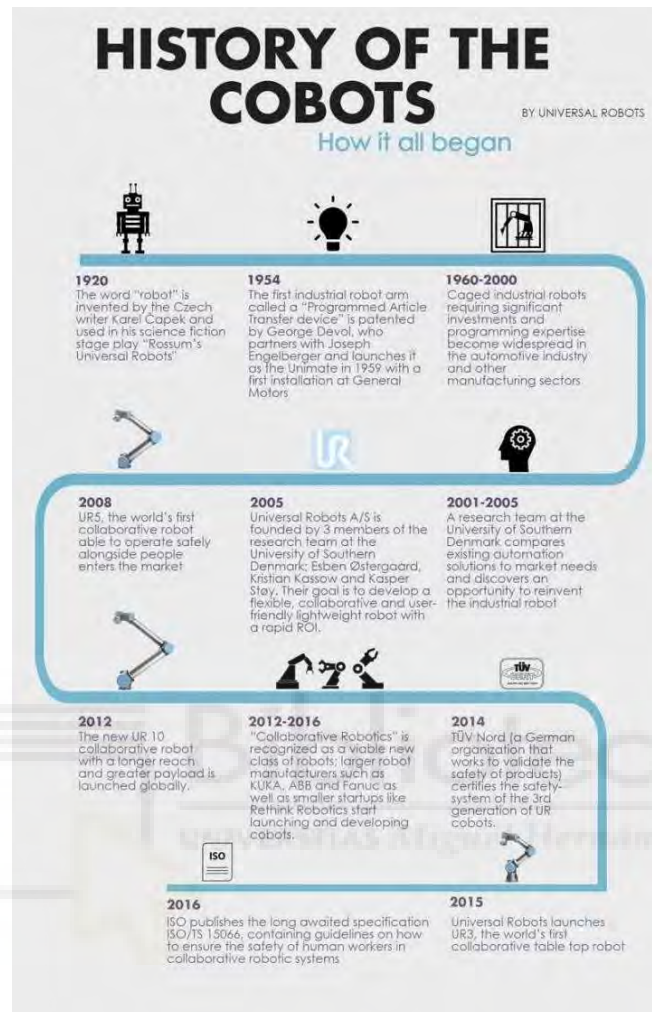 HISTORY OF THE
COBOTS
BY UNIVERSAL ROBOTS
How it all began
1920
The word "robot" is
invented by the Czech
writer Karel Capek and
used in his science fiction
stage play "Rossum's
Universal Robots"
1954
The first industrial robot arm
called a "Programmed Article
Transfer device" is patented
by George Devol, who
partners with Joseph
Engelberger and launches it
as the Unimate in 1959 with a
first installation at General
Motors
1960-2000
Caged industrial robots
requiring significant
investments and
programming expertise
become widespread in
the automotive industry
and other
manufacturing sectors
UR
2001-2005
A research team at the
University of Southern
Denmark compares
existing automation
solutions to market needs
and discovers an
opportunity to reinvent
the industrial robot
2005
Universal Robots A/S is
founded by 3 members of the
research team at the
University of Southern
Denmark; Esben Østergaard,
Kristian Kassow and Kasper
Støy. Their goal is to develop a
flexible, collaborative and user-
friendly lightweight robot with
a rapid ROI.
2008
UR5, the world's first
collaborative robot
able to operate safely
alongside people
enters the market
2012
The new UR 10
collaborative robot
with a longer reach
and greater payload is
launched globally.
2012-2016
"Collaborative Robotics" is
recognized as a viable new
class of robots; larger robot
manufacturers such as
KUKA, ABB and Fanuc as
well as smaller startups like
Rethink Robotics start
launching and developing
cobots.
TÜV
2014
TÜV Nord (a German
organization that
works to validate the
safety of products)
certifies the safety-
system of the 3rd
generation of UR
cobots.
2015
Universal Robots launches
UR3, the world's first
collaborative table top robot
ISO
2016
ISO publishes the long awaited specification
ISO/TS 15066, containing guidelines on how
to ensure the safety of human workers in
collaborative robotic systems